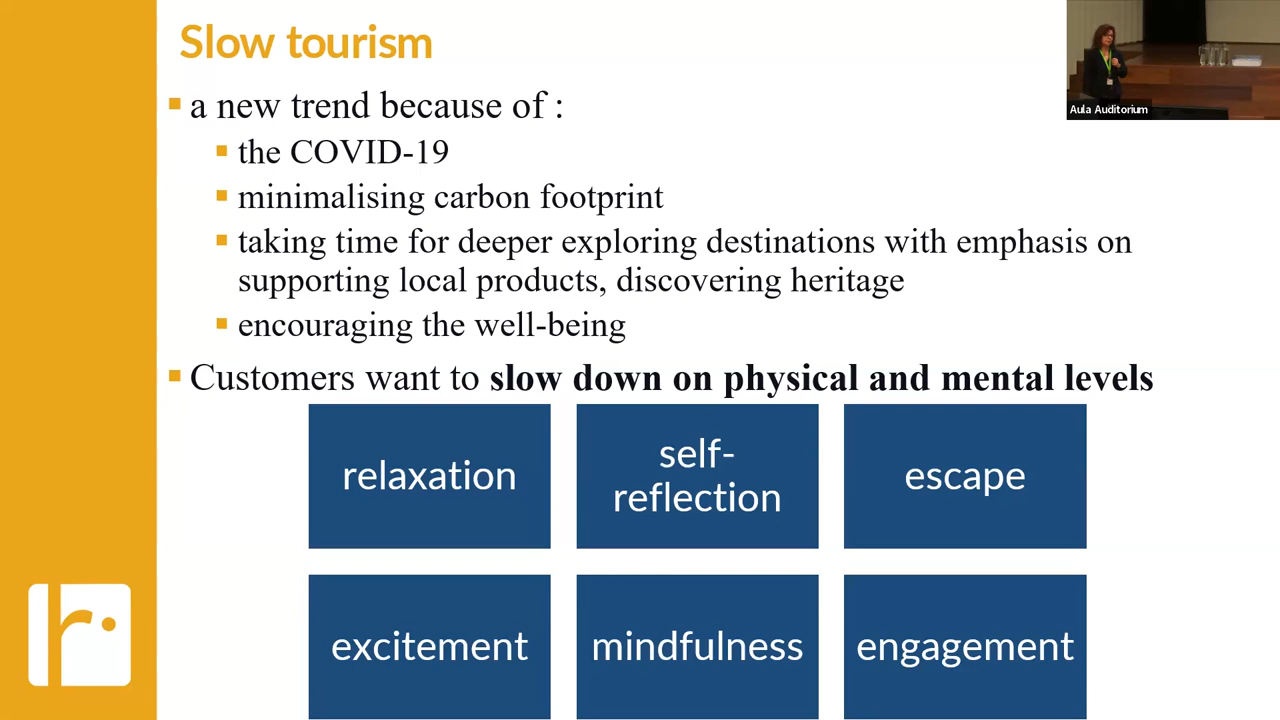 Slow tourism
a new trend because of :
the COVID-19
minimalising carbon footprint
taking time for deeper exploring destinations with emphasis on
supporting local products, discovering heritage
encouraging the well-being
Customers want to slow down on physical and mental levels
relaxation
self-
reflection
escape
excitement
mindfulness
engagement
Aula Auditorium